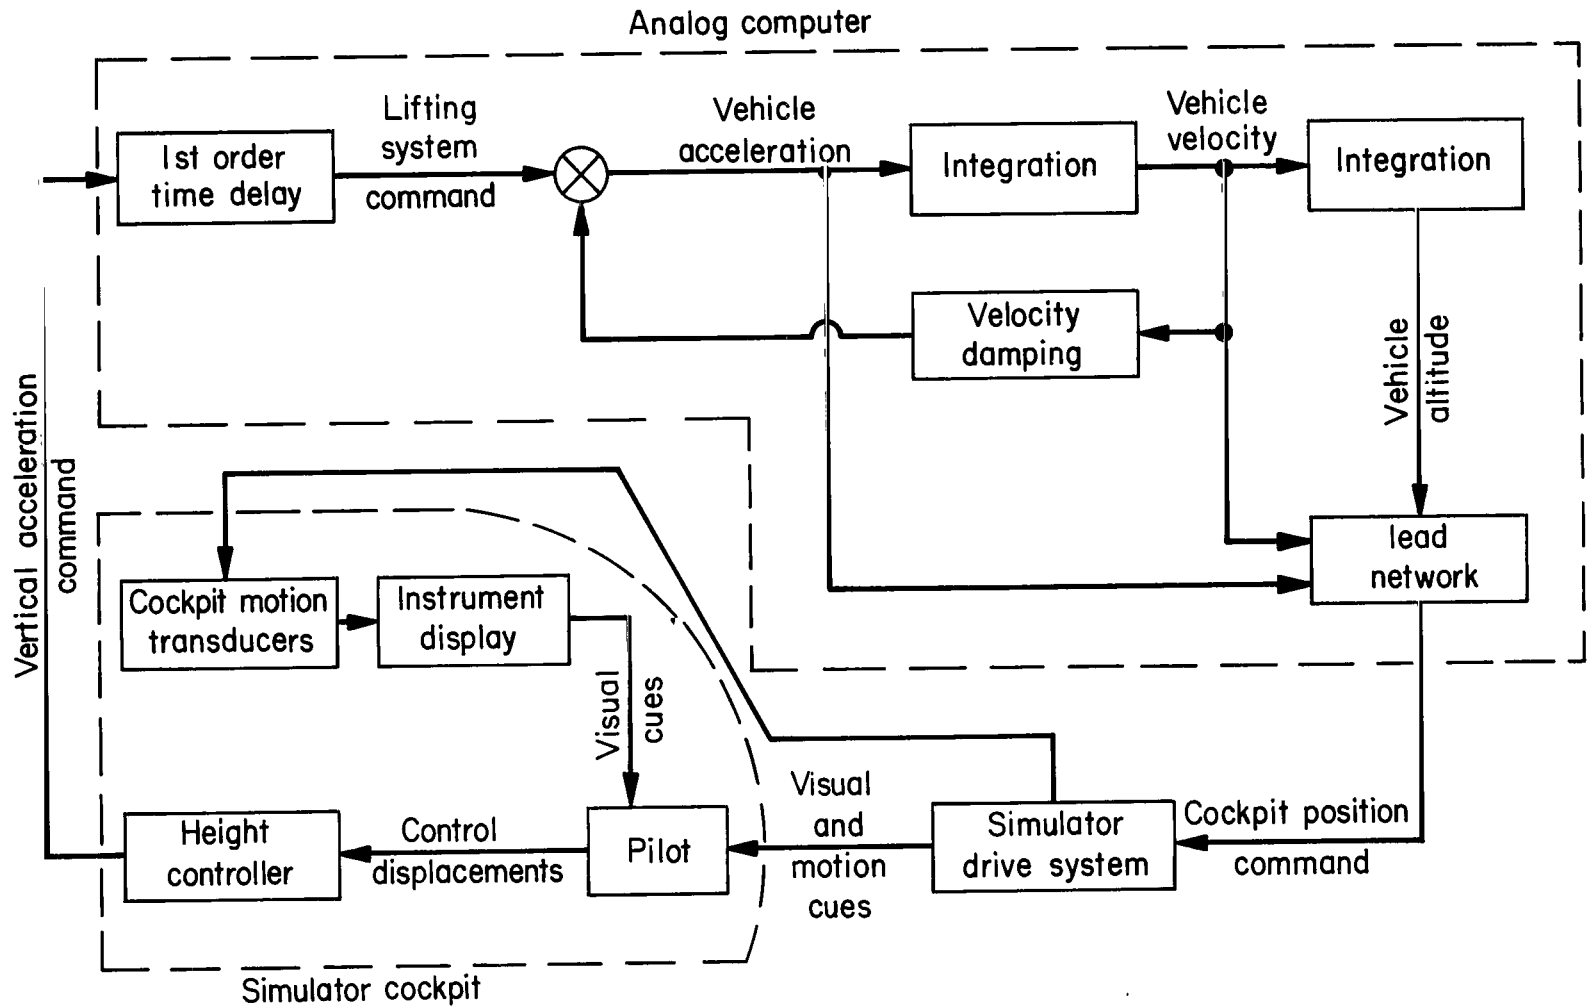 Analog computer
Lifting
system
command
Vehicle
acceleration
Vehicle
velocity
1st order
time delay
Integration
Integration
Velocity
damping
Vehicle
altitude
lead
network
Vertical acceleration
command
Cockpit motion
transducers
Instrument
display
Visual
cues
Height
controller
Control
displacements
Pilot
Visual
and
motion
cues
Simulator
drive system
Cockpit position
command
Simulator cockpit